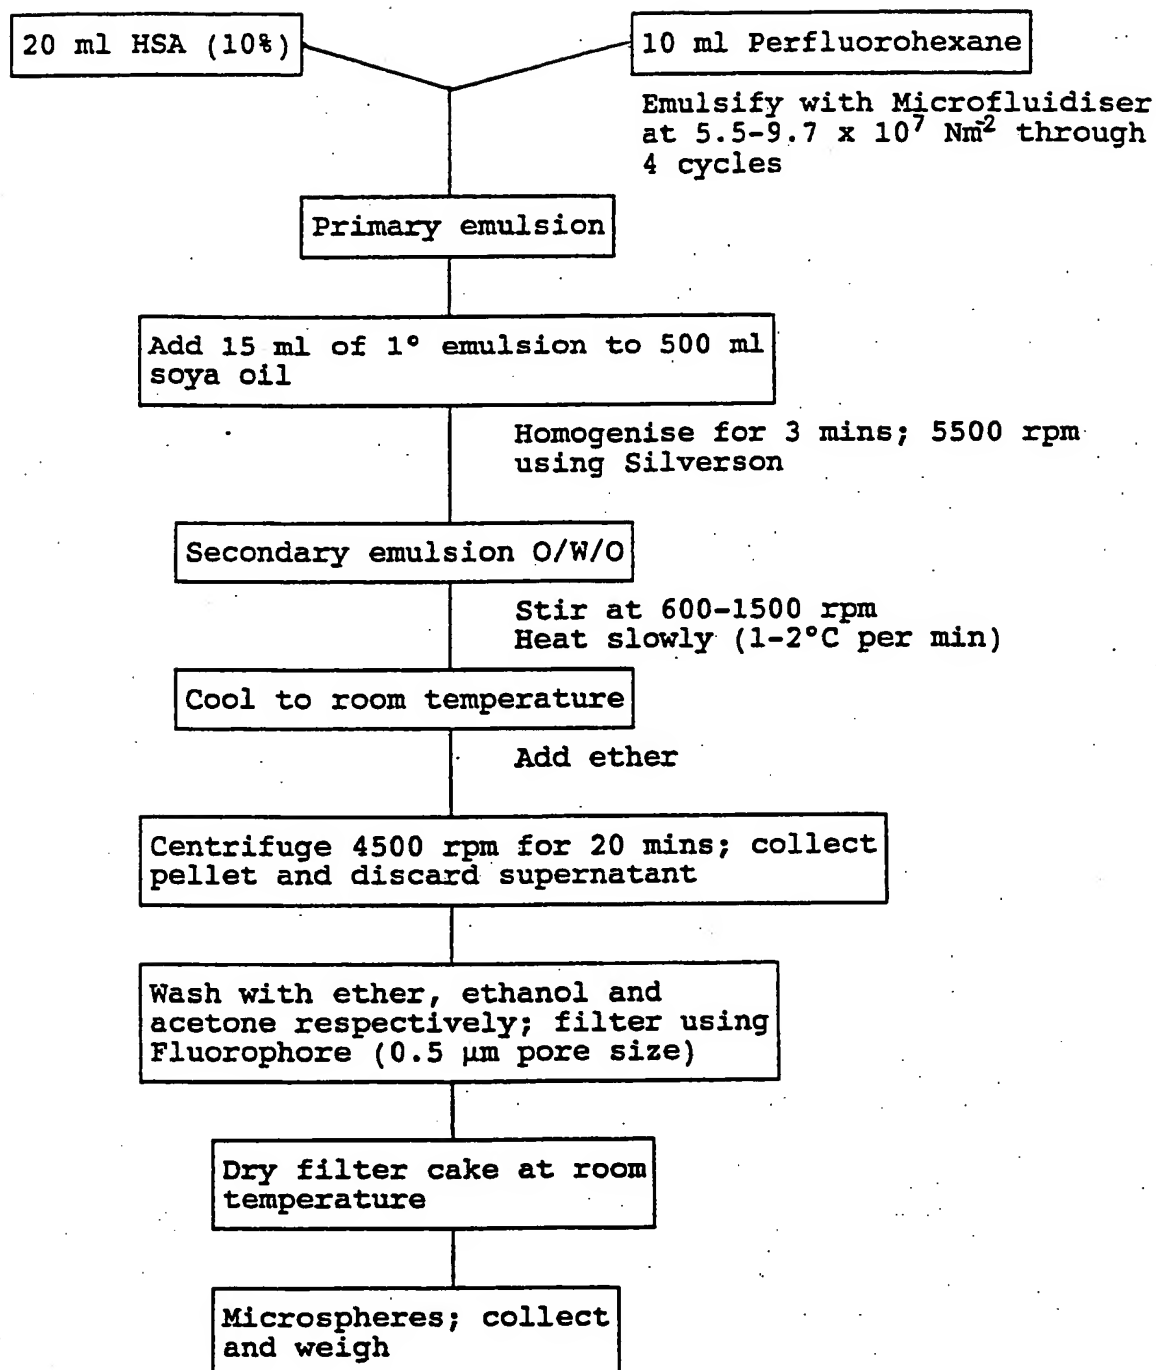 20 ml HSA (10%)
10 ml Perfluorohexane
Emulsify with Microfluidiser
at 5.5-9.7 x 10⁷ Nm⁻² through
4 cycles
Primary emulsion
Add 15 ml of 1° emulsion to 500 ml
soya oil
Homogenise for 3 mins; 5500 rpm
using Silverson
Secondary emulsion O/W/O
Stir at 600-1500 rpm
Heat slowly (1-2°C per min)
Cool to room temperature
Add ether
Centrifuge 4500 rpm for 20 mins; collect
pellet and discard supernatant
Wash with ether, ethanol and
acetone respectively; filter using
Fluorophore (0.5 µm pore size)
Dry filter cake at room
temperature
Microspheres; collect
and weigh